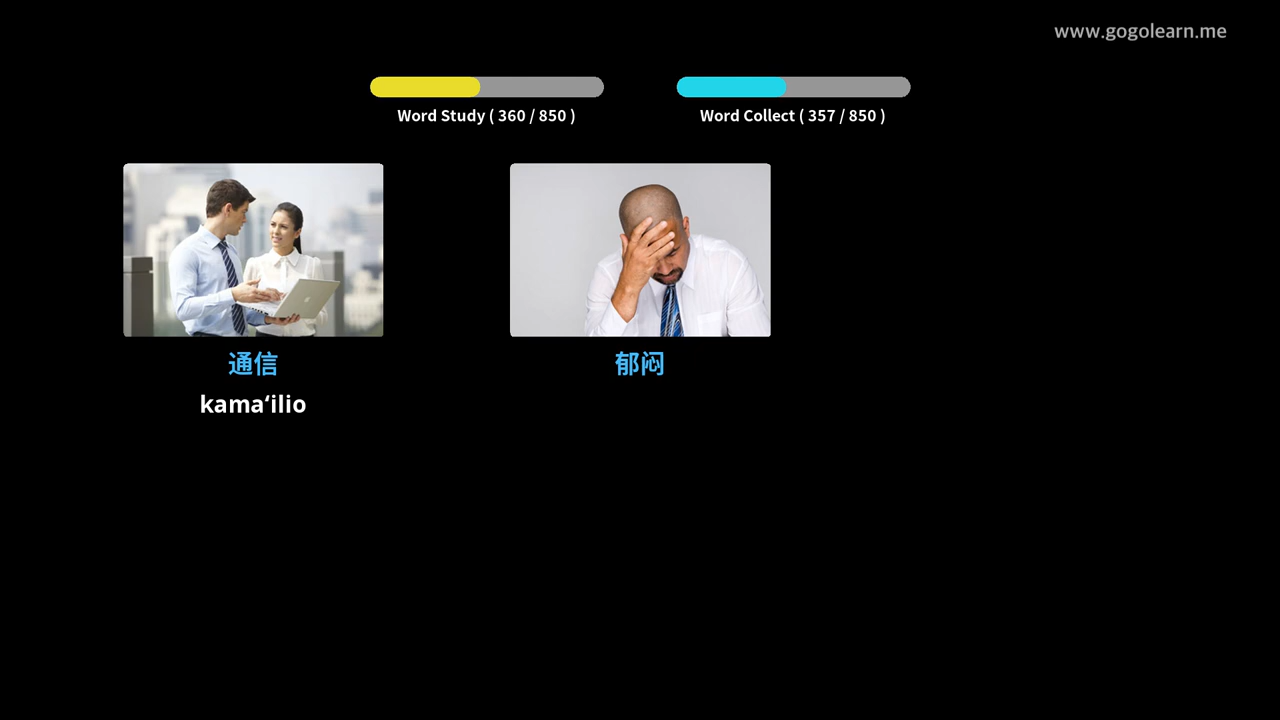 www.gogolearn.me
Word Study ( 360 / 850 )
Word Collect ( 357 / 850 )
通信
郁闷
kamaʻilio